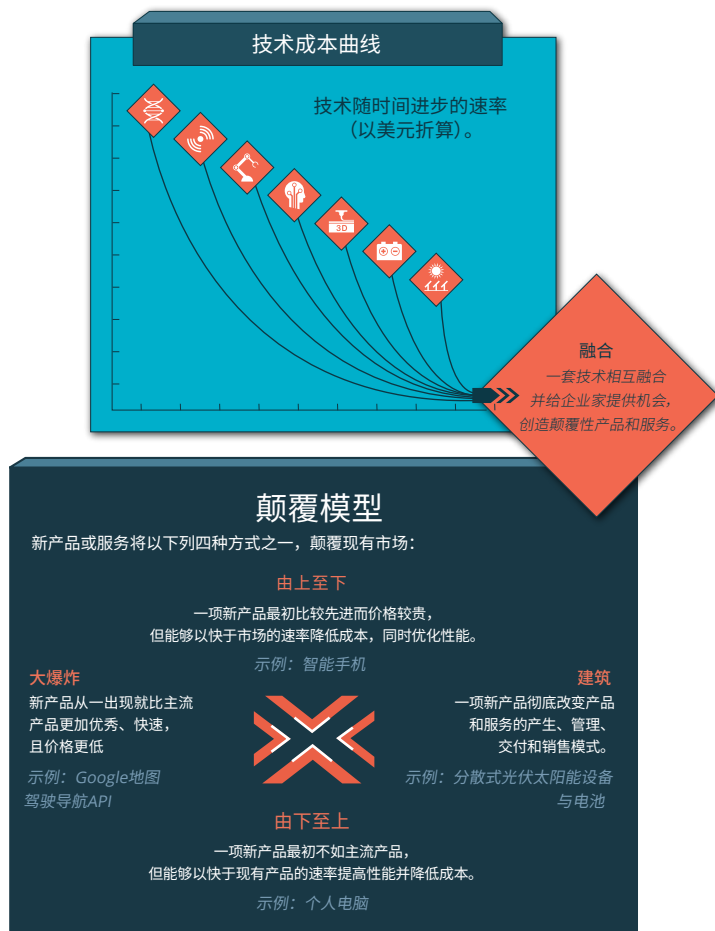 技术成本曲线
技术随时间进步的速率
（以美元折算）。
3D
融合
一套技术相互融合
并给企业家提供机会，
创造颠覆性产品和服务。
颠覆模型
新产品或服务将以下列四种方式之一，颠覆现有市场：
由上至下
一项新产品最初比较先进而价格较贵，
但能够以快于市场的速率降低成本，同时优化性能。
示例：智能手机
大爆炸
新产品从一出现就比主流
产品更加优秀、快速，
且价格更低
示例：Google地图
驾驶导航API
建筑
一项新产品彻底改变产品
和服务的产生、管理、
交付和销售模式。
示例：分散式光伏太阳能设备
与电池
由下至上
一项新产品最初不如主流产品，
但能够以快于现有产品的速率提高性能并降低成本。
示例：个人电脑